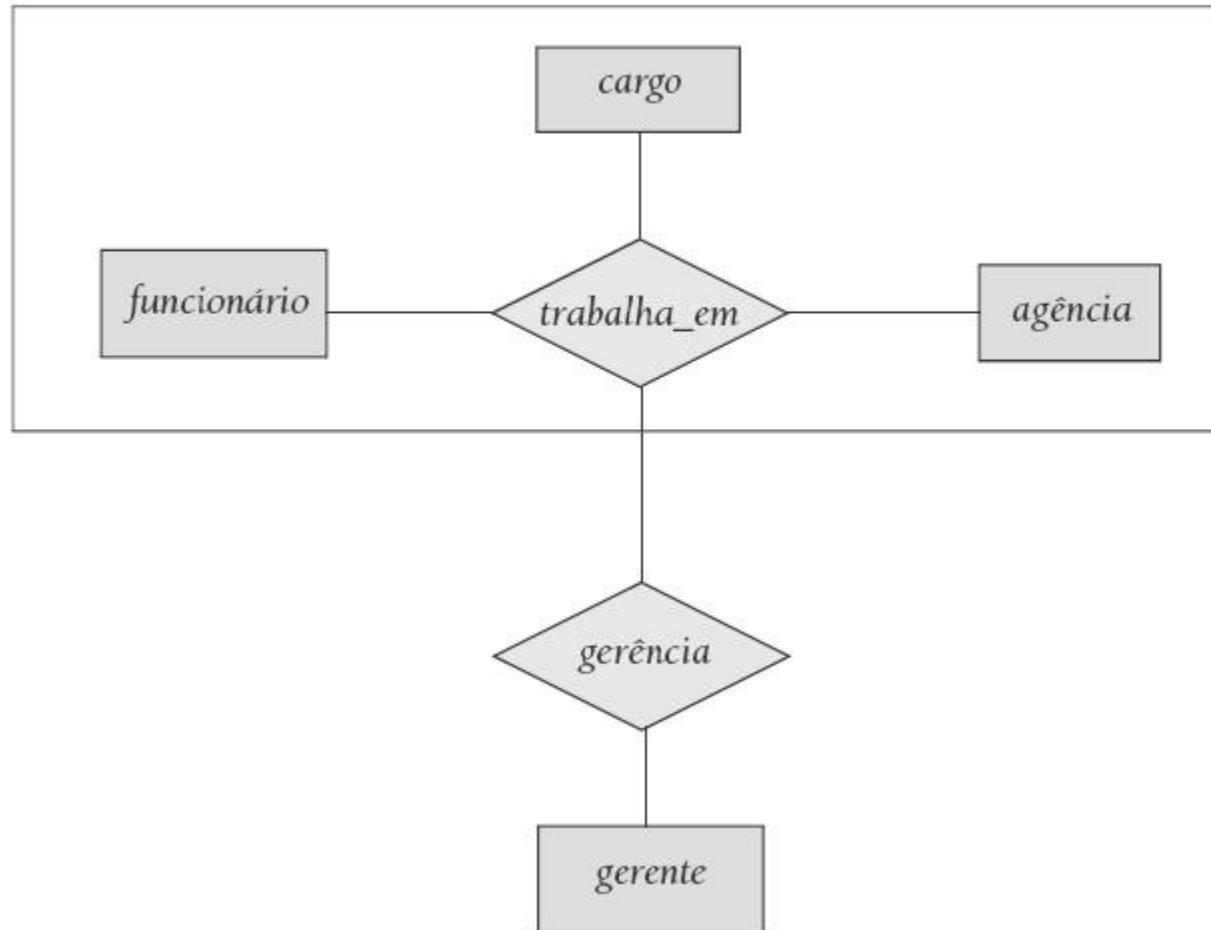 cargo
funcionário
trabalha_em
agência
gerência
gerente